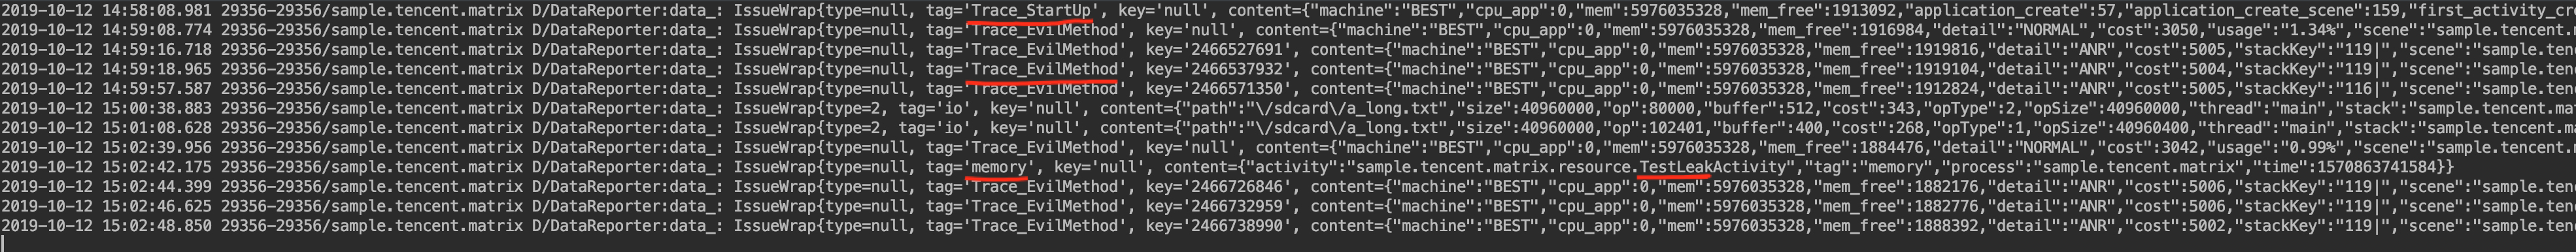 2019-10-12 14:58:08.981 29356-29356/sample.tencent.matrix D/DataReporter:data_: IssueWrap{type=null, tag='Trace_StartUp', key='null', content={"machine":"BEST","cpu_app":0,"mem":5976035328,"mem_free":1913092,"application_create":57,"application_create_scene":159,"first_activity_cr
2019-10-12 14:59:08.774 29356-29356/sample.tencent.matrix D/DataReporter:data_: IssueWrap{type=null, tag='Trace_EvilMethod', key='null', content={"machine":"BEST","cpu_app":0,"mem":5976035328,"mem_free":1916984,"detail":"NORMAL","cost":3050,"usage":"1.34%","scene":"sample.tencent.m
2019-10-12 14:59:16.718 29356-29356/sample.tencent.matrix D/DataReporter:data_: IssueWrap{type=null, tag='Trace_EvilMethod', key='2466527691', content={"machine":"BEST","cpu_app":0,"mem":5976035328,"mem_free":1919816,"detail":"ANR","cost":5005,"stackKey":"119|","scene":"sample.tenc
2019-10-12 14:59:18.965 29356-29356/sample.tencent.matrix D/DataReporter:data_: IssueWrap{type=null, tag='Trace_EvilMethod', key='2466537932', content={"machine":"BEST","cpu_app":0,"mem":5976035328,"mem_free":1919104,"detail":"ANR","cost":5004,"stackKey":"119|","scene":"sample.ten
2019-10-12 14:59:57.587 29356-29356/sample.tencent.matrix D/DataReporter:data_: IssueWrap{type=null, tag='Trace_EvilMethod', key='2466571350', content={"machine":"BEST","cpu_app":0,"mem":5976035328,"mem_free":1912824,"detail":"ANR","cost":5005,"stackKey":"116|","scene":"sample.tenc
2019-10-12 15:00:38.883 29356-29356/sample.tencent.matrix D/DataReporter:data_: IssueWrap{type=2, tag='io', key='null', content={"path":"\/sdcard\/a_long.txt","size":40960000,"op":80000,"buffer":512,"cost":343,"opType":2,"opSize":40960000,"thread":"main","stack":"sample.tencent.ma
2019-10-12 15:01:08.628 29356-29356/sample.tencent.matrix D/DataReporter:data_: IssueWrap{type=2, tag='io', key='null', content={"path":"\/sdcard\/a_long.txt","size":40960000,"op":102401,"buffer":400,"cost":268,"opType":1,"opSize":40960400,"thread":"main","stack":"sample.tencent.m
2019-10-12 15:02:39.956 29356-29356/sample.tencent.matrix D/DataReporter:data_: IssueWrap{type=null, tag='Trace_EvilMethod', key='null', content={"machine":"BEST","cpu_app":0,"mem":5976035328,"mem_free":1884476,"detail":"NORMAL","cost":3042,"usage":"0.99%","scene":"sample.tencent.m
2019-10-12 15:02:42.175 29356-29356/sample.tencent.matrix D/DataReporter:data_: IssueWrap{type=null, tag='memory', key='null', content={"activity":"sample.tencent.matrix.resource.TestLeakActivity","tag":"memory","process":"sample.tencent.matrix","time":1570863741584}}
2019-10-12 15:02:44.399 29356-29356/sample.tencent.matrix D/DataReporter:data_: IssueWrap{type=null, tag='Trace_EvilMethod', key='2466726846', content={"machine":"BEST","cpu_app":0,"mem":5976035328,"mem_free":1882176,"detail":"ANR","cost":5006,"stackKey":"119|","scene":"sample.tenc
2019-10-12 15:02:46.625 29356-29356/sample.tencent.matrix D/DataReporter:data_: IssueWrap{type=null, tag='Trace_EvilMethod', key='2466732959', content={"machine":"BEST","cpu_app":0,"mem":5976035328,"mem_free":1882776,"detail":"ANR","cost":5006,"stackKey":"119|","scene":"sample.tenc
2019-10-12 15:02:48.850 29356-29356/sample.tencent.matrix D/DataReporter:data_: IssueWrap{type=null, tag='Trace_EvilMethod', key='2466738990', content={"machine":"BEST","cpu_app":0,"mem":5976035328,"mem_free":1888392,"detail":"ANR","cost":5002,"stackKey":"119|","scene":"sample.tenc